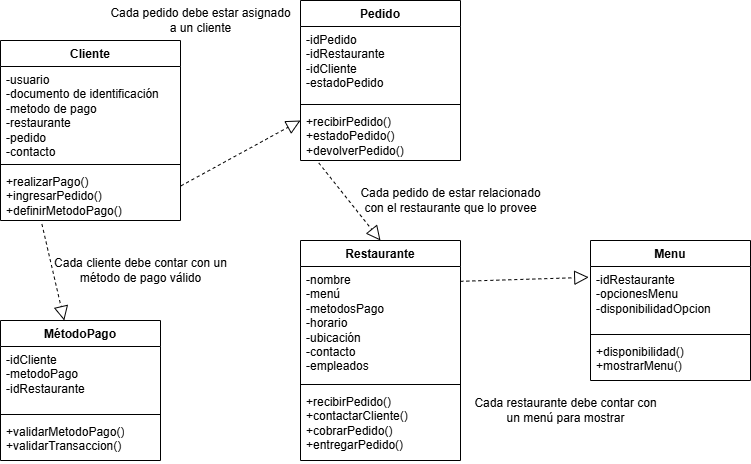 Cada pedido debe estar asignado
a un cliente
Pedido
-idPedido
-idRestaurante
-idCliente
-estadoPedido
+recibirPedido()
+estadoPedido()
+devolverPedido()
Cliente
-usuario
-documento de identificación
-metodo de pago
-restaurante
-pedido
-contacto
+realizarPago()
+ingresarPedido()
+definirMetodoPago()
Cada pedido de estar relacionado
con el restaurante que lo provee
Cada cliente debe contar con un
método de pago válido
Restaurante
-nombre
-menú
-metodosPago
-horario
-ubicación
-contacto
-empleados
+recibirPedido()
+contactarCliente()
+cobrarPedido()
+entregarPedido()
Menu
-idRestaurante
-opcionesMenu
-disponibilidadOpcion
+disponibilidad()
+mostrarMenu()
MétodoPago
-idCliente
-metodoPago
-idRestaurante
+validarMetodoPago()
+validarTransaccion()
Cada restaurante debe contar con
un menú para mostrar